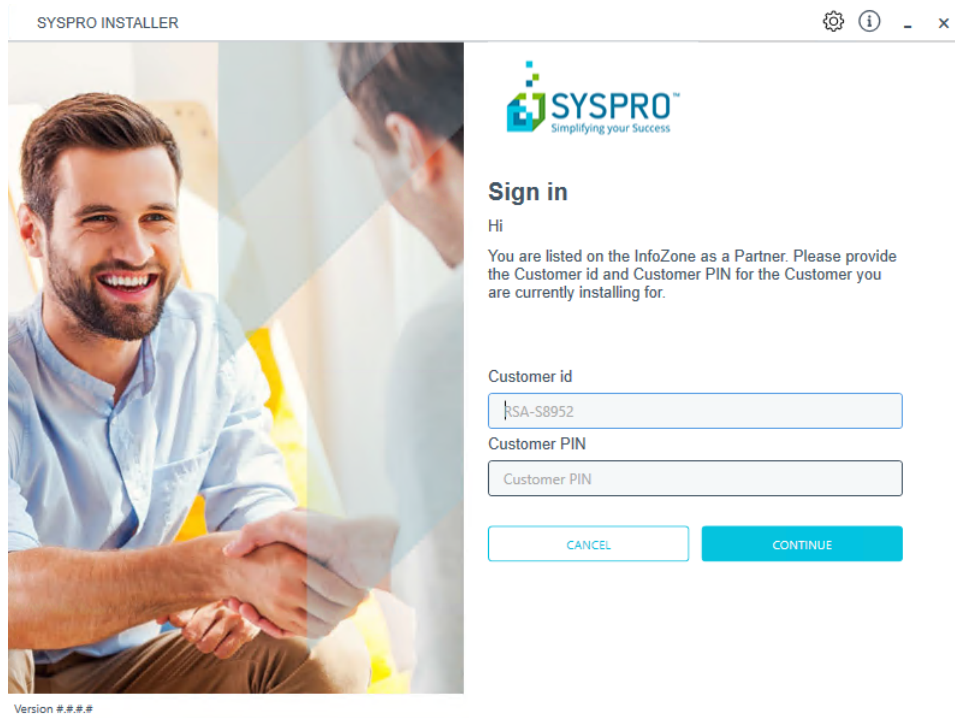 SYSPRO INSTALLER
SYSPRO™
Simplifying your Success
Sign in
Hi
You are listed on the InfoZone as a Partner. Please provide
the Customer id and Customer PIN for the Customer you
are currently installing for.
Customer id
RSA-S8952
Customer PIN
Customer PIN
CANCEL
CONTINUE
Version #.#.#.#